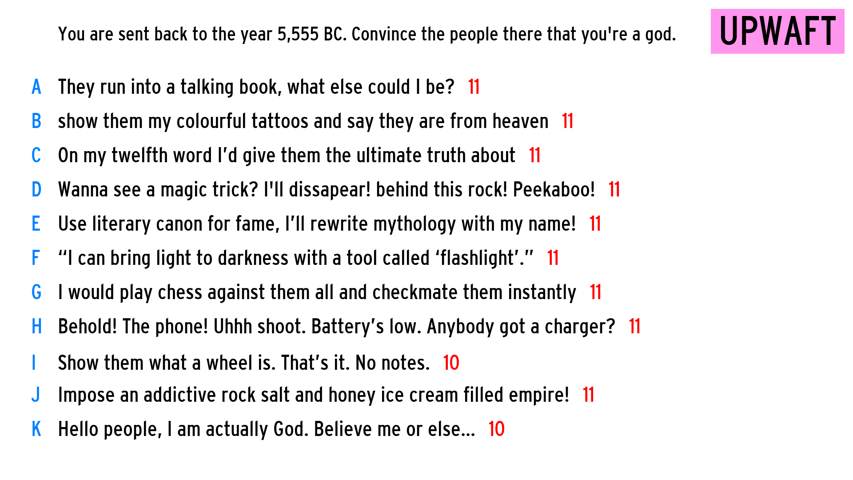 You are sent back to the year 5,555 BC. Convince the people there that you're a god.
UPWAFT
A They run into a talking book, what else could I be? 11
B show them my colourful tattoos and say they are from heaven 11
C On my twelfth word I’d give them the ultimate truth about 11
D Wanna see a magic trick? I'll dissapear! behind this rock! Peekaboo! 11
E Use literary canon for fame, I’ll rewrite mythology with my name! 11
F “I can bring light to darkness with a tool called ‘flashlight’.” 11
G I would play chess against them all and checkmate them instantly 11
H Behold! The phone! Uhhh shoot. Battery’s low. Anybody got a charger? 11
I Show them what a wheel is. That’s it. No notes. 10
J Impose an addictive rock salt and honey ice cream filled empire! 11
K Hello people, I am actually God. Believe me or else... 10